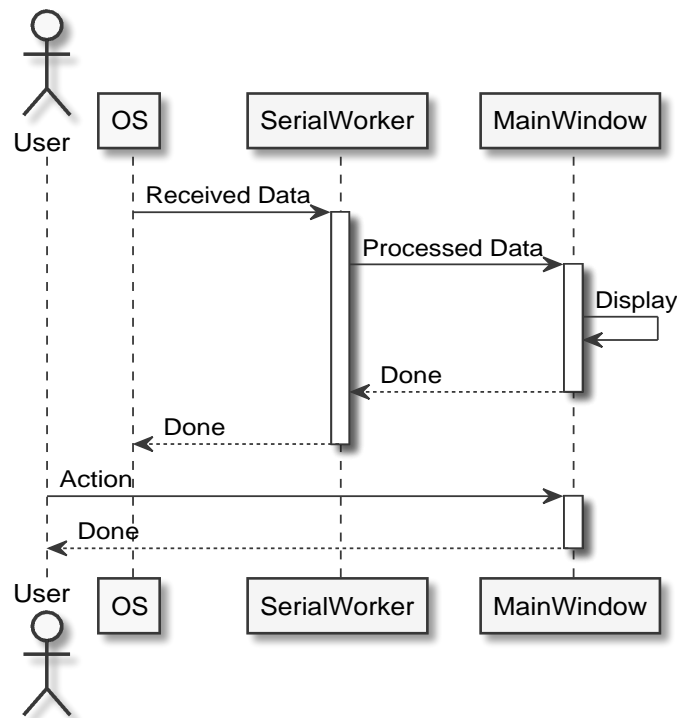 User
OS
SerialWorker
MainWindow
Received Data
Processed Data
Display
Done
Done
Action
Done
User
OS
SerialWorker
MainWindow